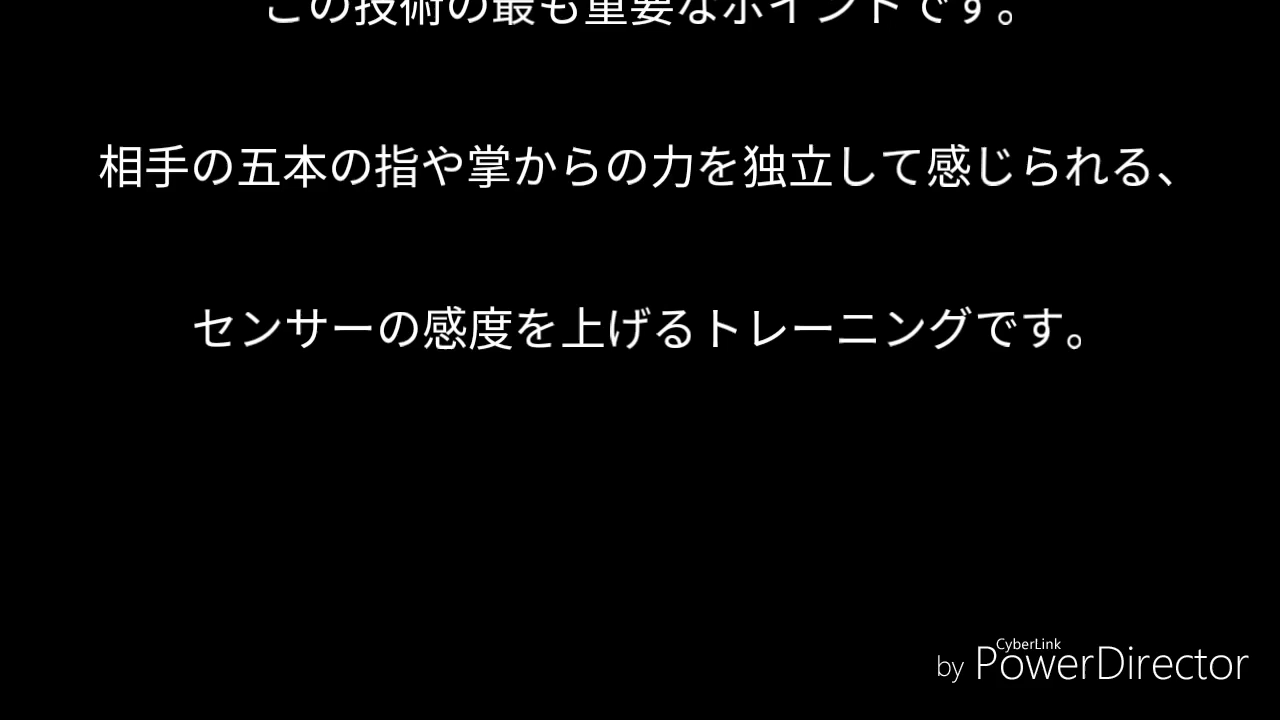 この技術の最も重要なポイントです。
相手の五本の指や掌からの力を独立して感じられる、
センサーの感度を上げるトレーニングです。
CyberLink
by PowerDirector